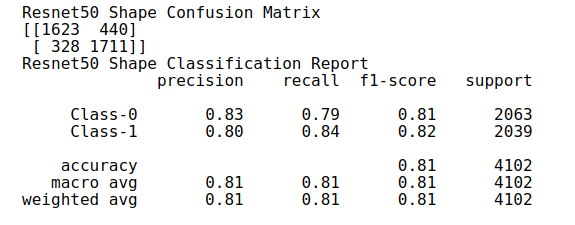 Resnet50 Shape Confusion Matrix
[[1623  440]
 [ 328 1711]]
Resnet50 Shape Classification Report
              precision    recall  f1-score   support

     Class-0       0.83      0.79      0.81      2063
     Class-1       0.80      0.84      0.82      2039

    accuracy                           0.81      4102
   macro avg       0.81      0.81      0.81      4102
weighted avg       0.81      0.81      0.81      4102